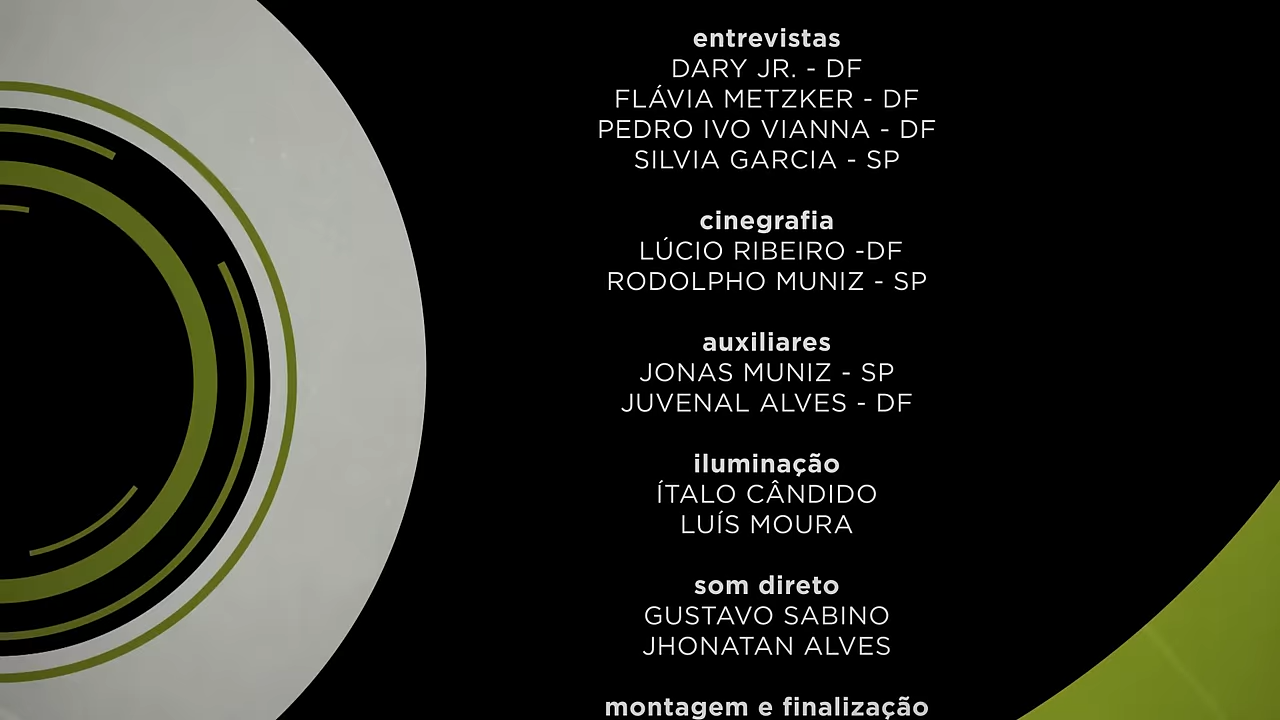 entrevistas
DARY JR. - DF
FLÁVIA METZKER - DF
PEDRO IVO VIANNA - DF
SILVIA GARCIA - SP
cinegrafia
LÚCIO RIBEIRO -DF
RODOLPHO MUNIZ - SP
auxiliares
JONAS MUNIZ - SP
JUVENAL ALVES - DF
iluminação
ÍTALO CÂNDIDO
LUÍS MOURA
som direto
GUSTAVO SABINO
JHONATAN ALVES
montagem e finalização